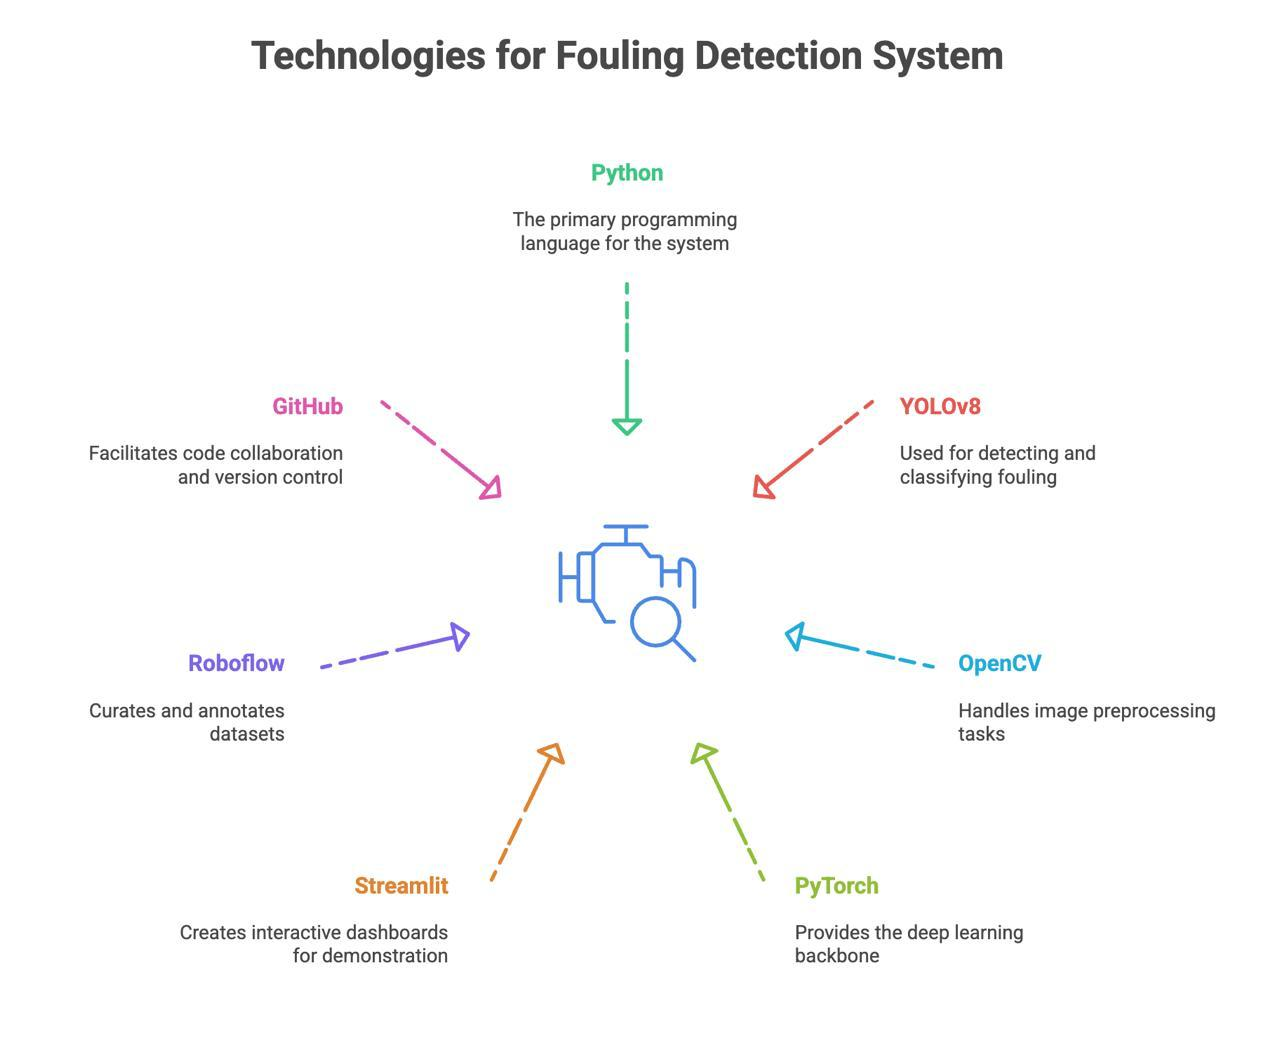 Technologies for Fouling Detection System
Python
The primary programming
language for the system
GitHub
Facilitates code collaboration
and version control
YOLOv8
Used for detecting and
classifying fouling
Roboflow
Curates and annotates
datasets
OpenCV
Handles image preprocessing
tasks
Streamlit
Creates interactive dashboards
for demonstration
PyTorch
Provides the deep learning
backbone